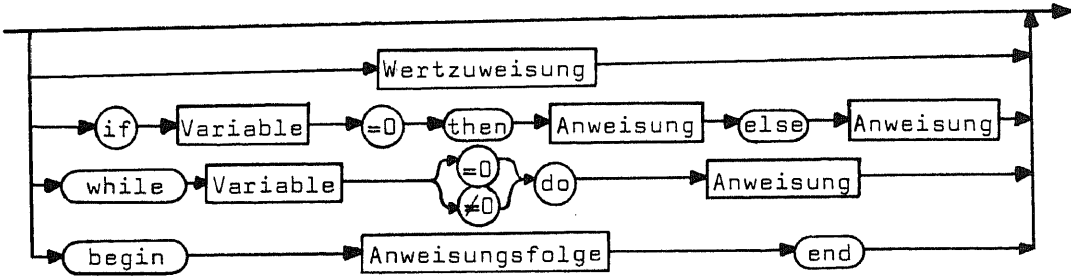 Wertzuweisung
if Variable =0 then Anweisung else Anweisung
while Variable =0 ≠0 do Anweisung
begin Anweisungsfolge end